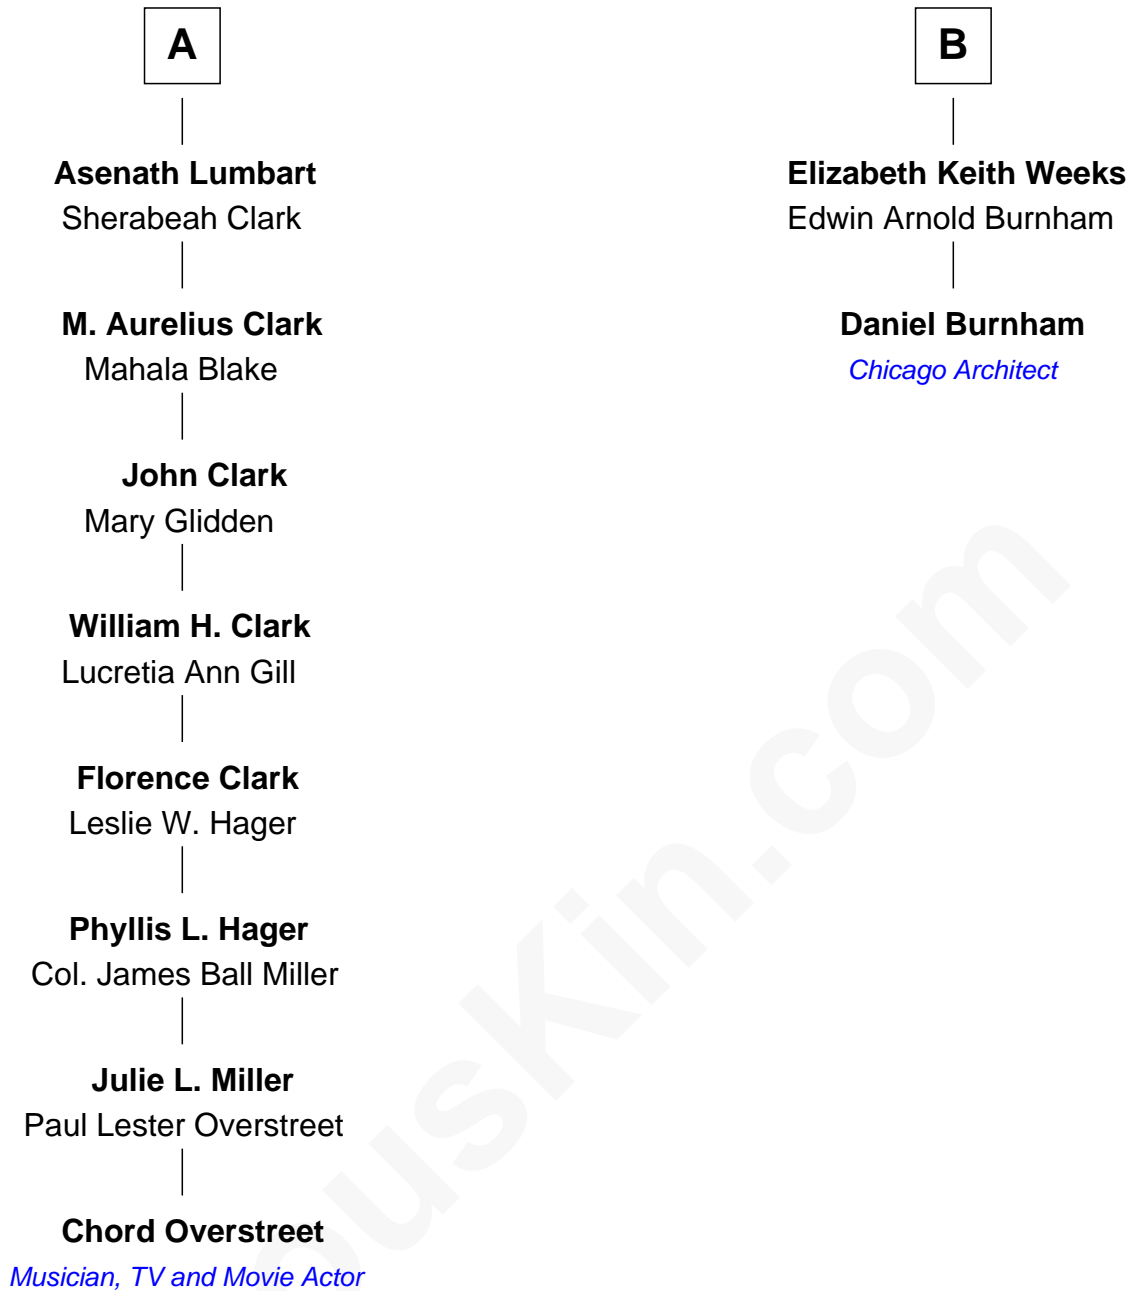 A
Asenath Lumbart
Sherabeah Clark
M. Aurelius Clark
Mahala Blake
John Clark
Mary Glidden
William H. Clark
Lucretia Ann Gill
Florence Clark
Leslie W. Hager
Phyllis L. Hager
Col. James Ball Miller
Julie L. Miller
Paul Lester Overstreet
Chord Overstreet
Musician, TV and Movie Actor
B
Elizabeth Keith Weeks
Edwin Arnold Burnham
Daniel Burnham
Chicago Architect
ousKin.com